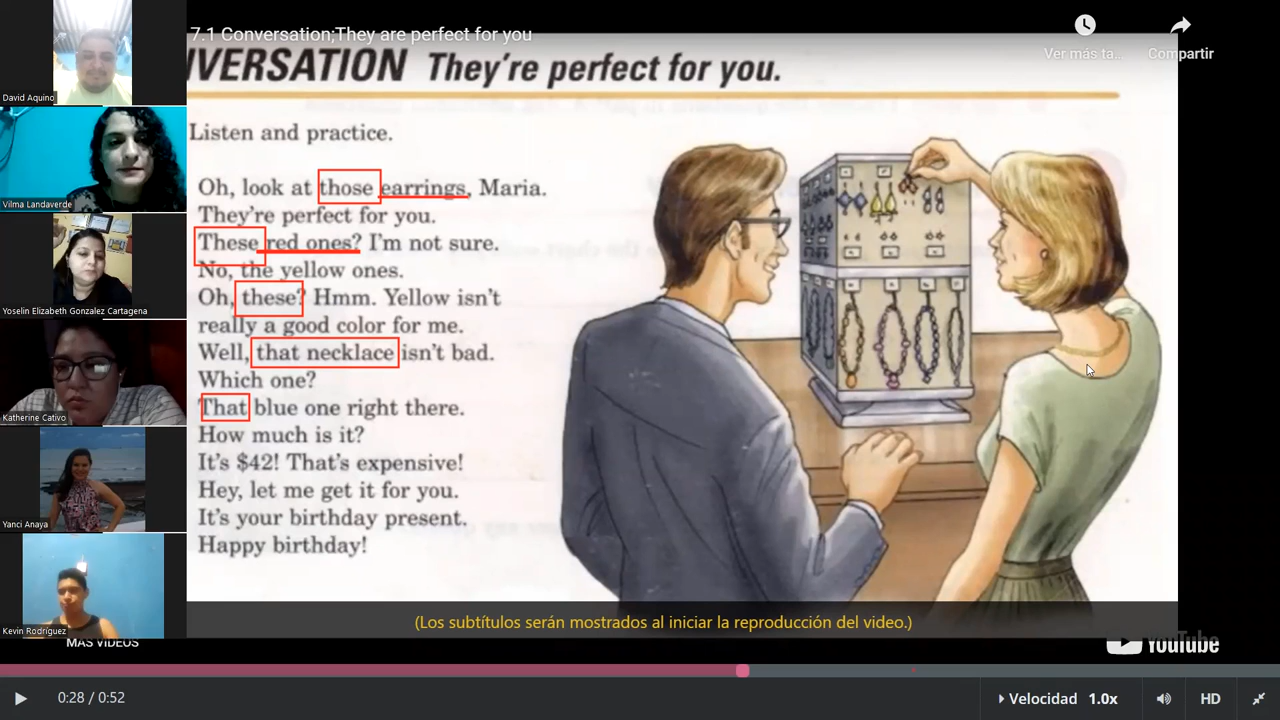 7.1 Conversation;They are perfect for you
Ver más ta...
Compartir
VERSATION They're perfect for you.
Listen and practice.
Oh, look at those earrings, Maria.
They're perfect for you.
These red ones? I'm not sure.
No, the yellow ones.
Oh, these? Hmm. Yellow isn't
really a good color for me.
Well, that necklace isn't bad.
Which one?
That blue one right there.
How much is it?
It's $42! That's expensive!
Hey, let me get it for you.
It's your birthday present.
Happy birthday!
David Aquino
Vilma Landaverde
Yoselin Elizabeth Gonzalez Cartagena
Katherine Cativo
Yanci Anaya
Kevin Rodríguez
(Los subtítulos serán mostrados al iniciar la reproducción del video.)
MÁS VIDEOS
YouTube
0:28 / 0:52
Velocidad 1.0x
HD